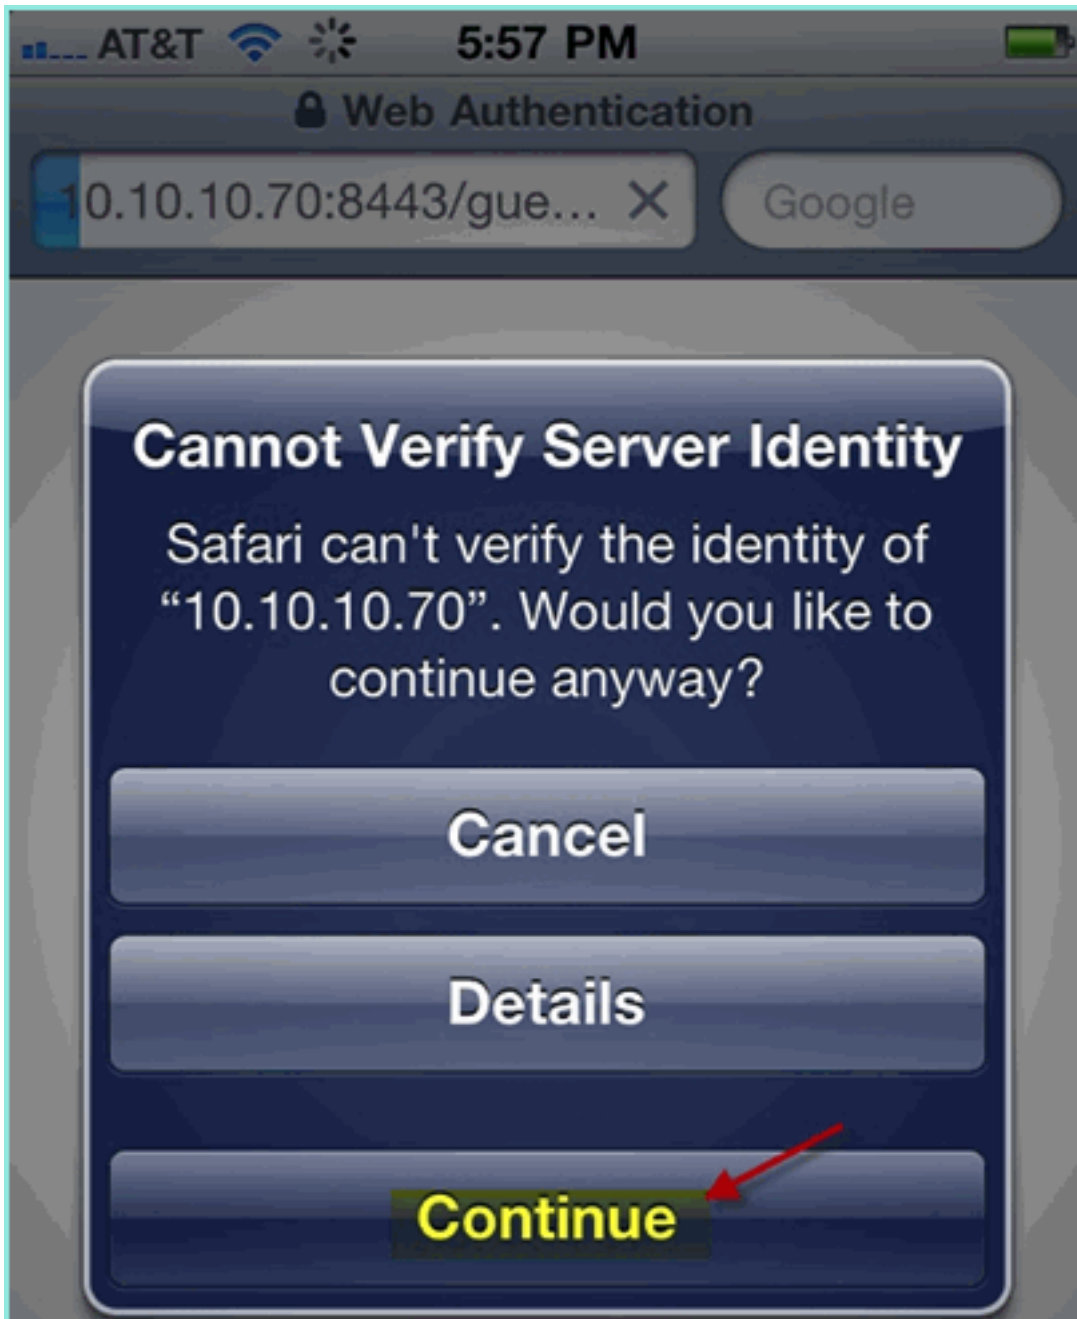 AT&T 5:57 PM
Web Authentication
10.10.10.70:8443/gue... Google
Cannot Verify Server Identity
Safari can't verify the identity of
“10.10.10.70”. Would you like to
continue anyway?
Cancel
Details
Continue